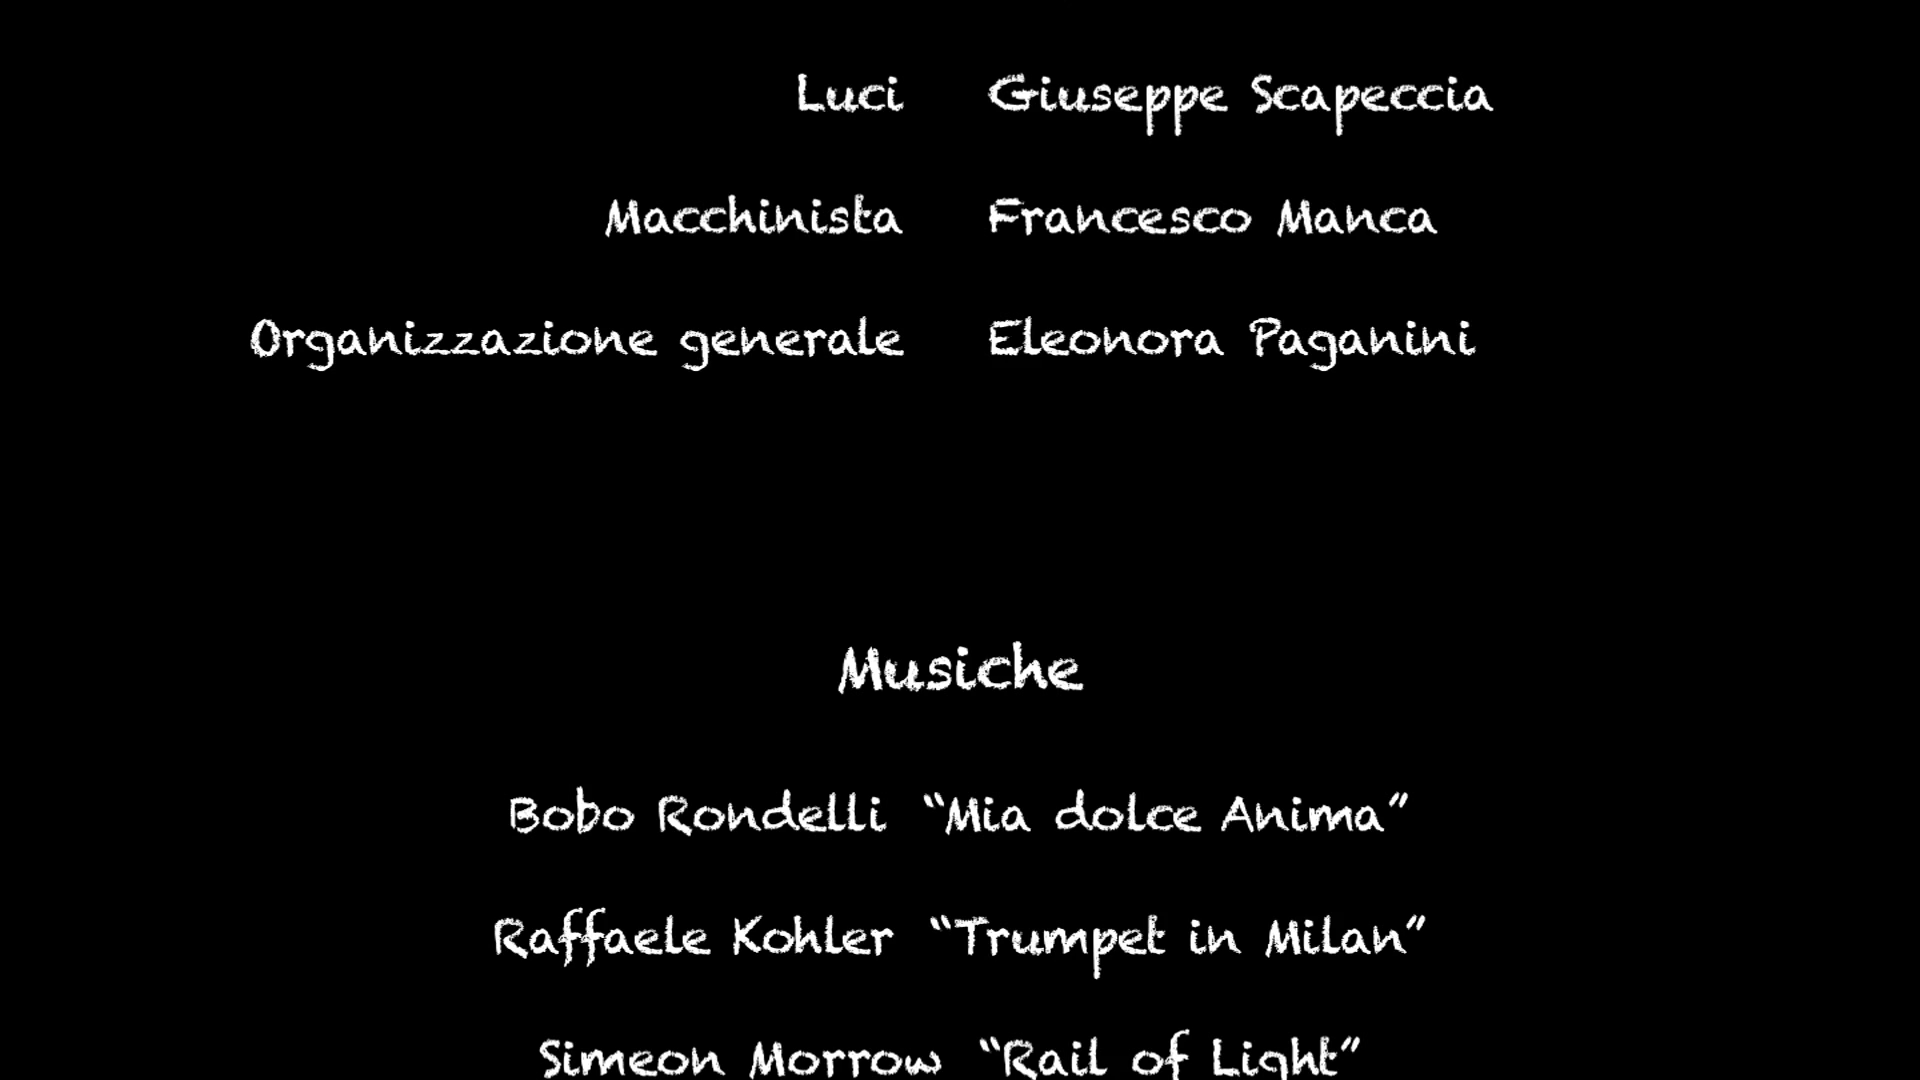 Luci Giuseppe Scapeccia
Macchinista Francesco Manca
Organizzazione generale Eleonora Paganini
Musiche
Bobo Rondelli “Mia dolce Anima”
Raffaele Kohler “Trumpet in Milan”
Simeon Morrow “Rail of Light”